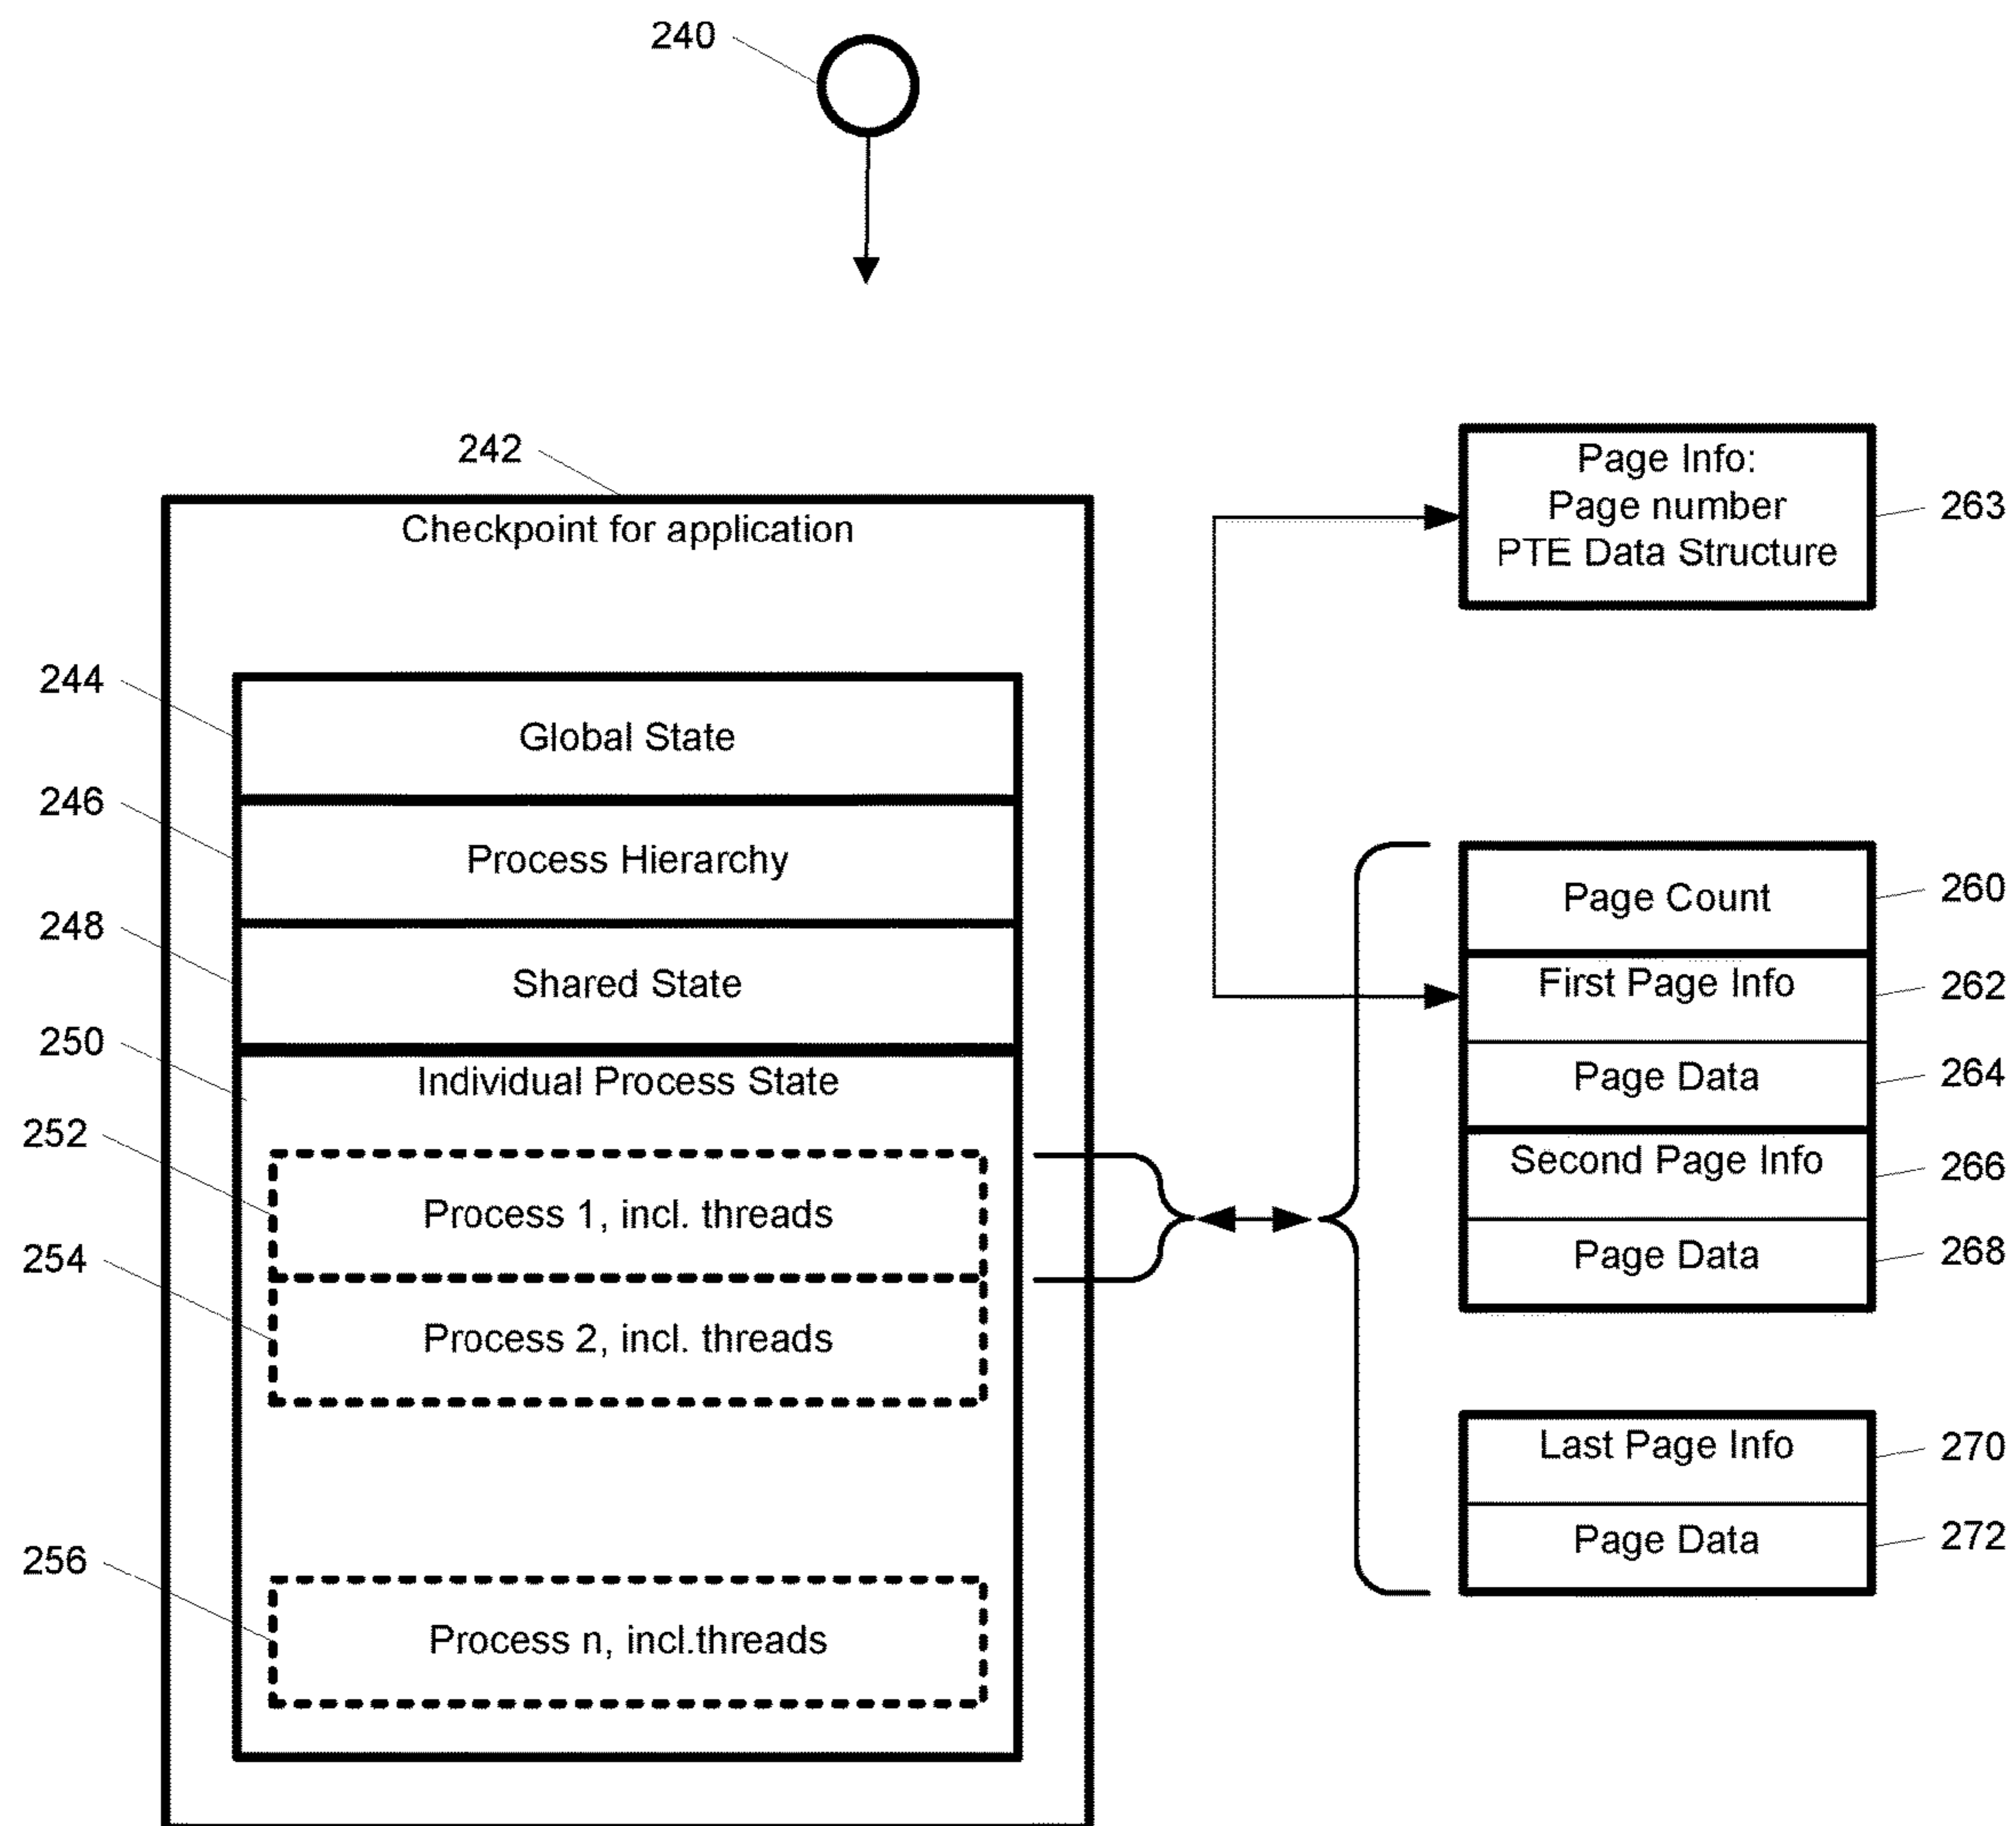 240
242
Checkpoint for application
244
Global State
246
Process Hierarchy
248
Shared State
250
Individual Process State
252
Process 1, incl. threads
254
Process 2, incl. threads
256
Process n, incl.threads
Page Info:
Page number
PTE Data Structure
263
Page Count
260
First Page Info
262
Page Data
264
Second Page Info
266
Page Data
268
Last Page Info
270
Page Data
272